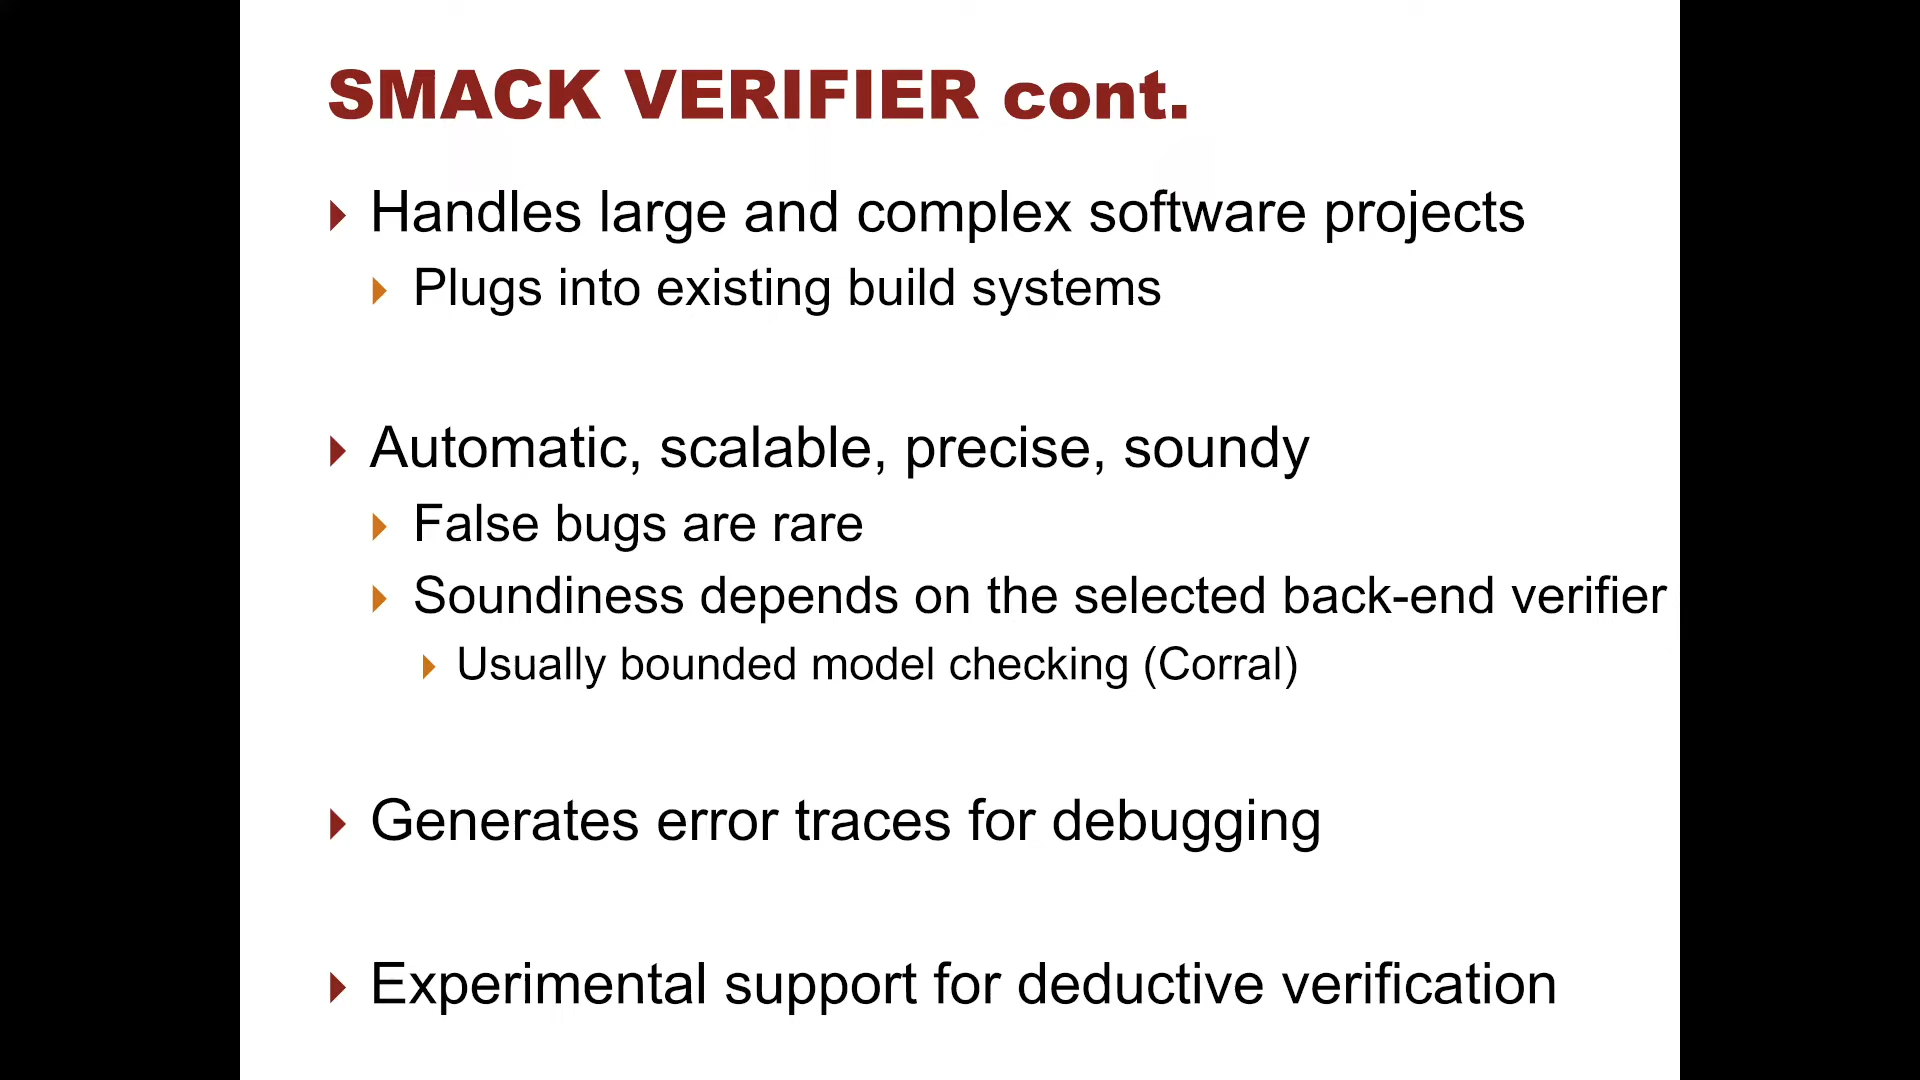 SMACK VERIFIER cont.
Handles large and complex software projects
Plugs into existing build systems
Automatic, scalable, precise, soundy
False bugs are rare
Soundiness depends on the selected back-end verifier
Usually bounded model checking (Corral)
Generates error traces for debugging
Experimental support for deductive verification